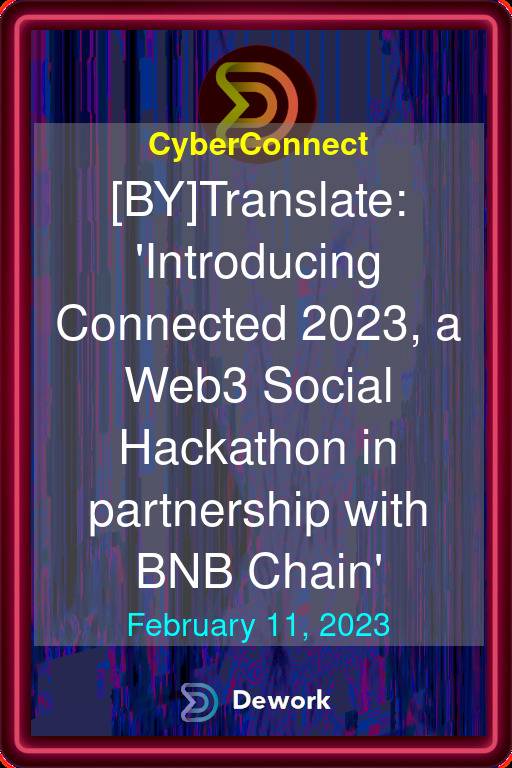 CyberConnect
[BY]Translate:
'Introducing
Connected 2023, a
Web3 Social
Hackathon in
partnership with
BNB Chain'
February 11, 2023
Dework